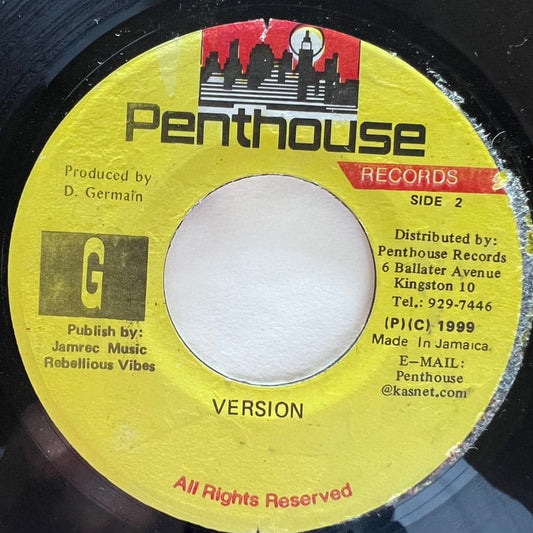 Penthouse
RECORDS
SIDE 2
Produced by
D. Germain
G
Publish by:
Jamrec Music
Rebellious Vibes
Distributed by:
Penthouse Records
6 Ballater Avenue
Kingston 10
Tel.: 929-7446
(P)(C) 1999
Made In Jamaica.
E-MAIL:
Penthouse
@kasnet.com
VERSION
All Rights Reserved